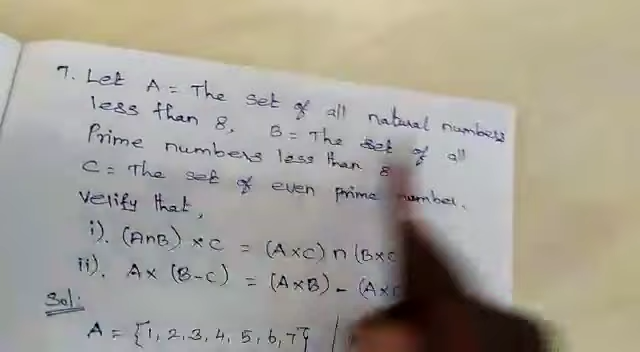 7. Let A = The set of all natural numbers
less than 8, B = The set of all
Prime numbers less than 8
C = The set of even prime number.
Verify that,
i). (A∩B) × C = (A×C) ∩ (B×C
ii). A × (B-C) = (A×B) - (A×C
Sol:
A = {1, 2, 3, 4, 5, 6, 7}